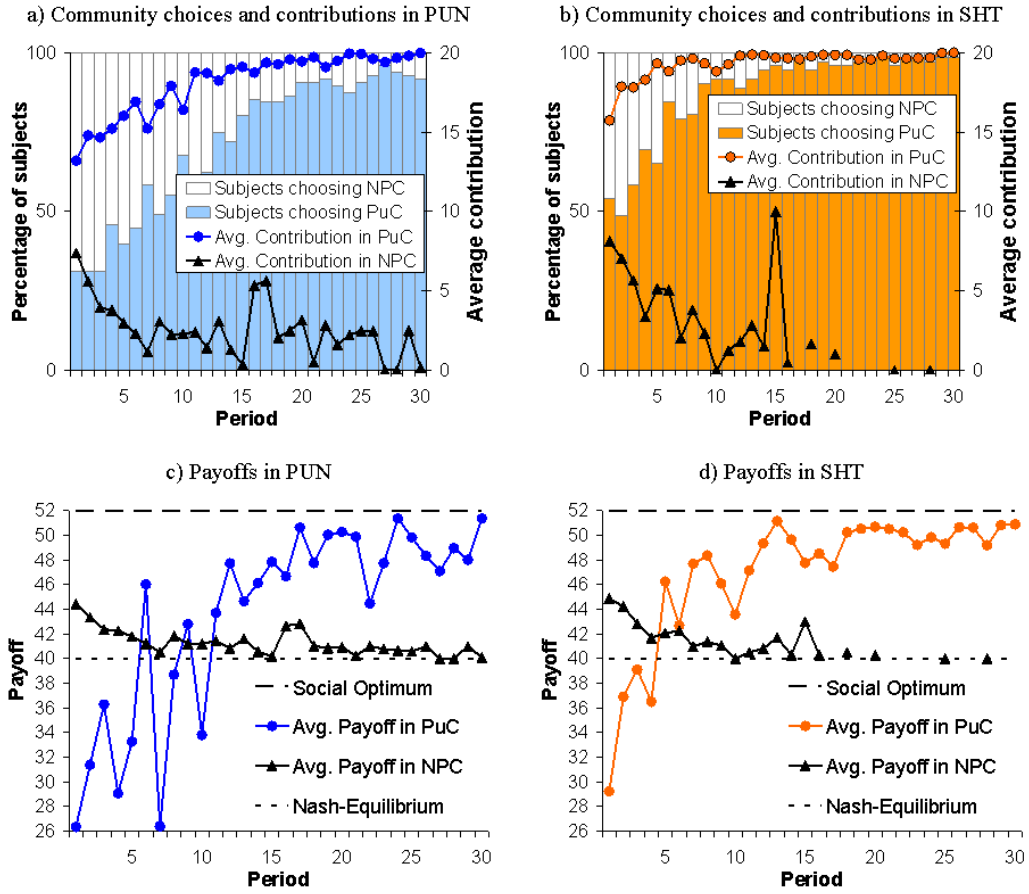 a) Community choices and contributions in PUN
100
50
0
Percentage of subjects
20
15
10
5
0
Average contribution
Subjects choosing NPC
Subjects choosing PuC
Avg. Contribution in PuC
Avg. Contribution in NPC
5 10 15 20 25 30
Period
b) Community choices and contributions in SHT
100
50
0
Percentage of subjects
20
15
10
5
0
Average contribution
Subjects choosing NPC
Subjects choosing PuC
Avg. Contribution in PuC
Avg. Contribution in NPC
5 10 15 20 25 30
Period
c) Payoffs in PUN
52
50
48
46
44
42
40
38
36
34
32
30
28
26
Payoff
Social Optimum
Avg. Payoff in PuC
Avg. Payoff in NPC
Nash-Equilibrium
5 10 15 20 25 30
Period
d) Payoffs in SHT
52
50
48
46
44
42
40
38
36
34
32
30
28
26
Payoff
Social Optimum
Avg. Payoff in PuC
Avg. Payoff in NPC
Nash-Equilibrium
5 10 15 20 25 30
Period